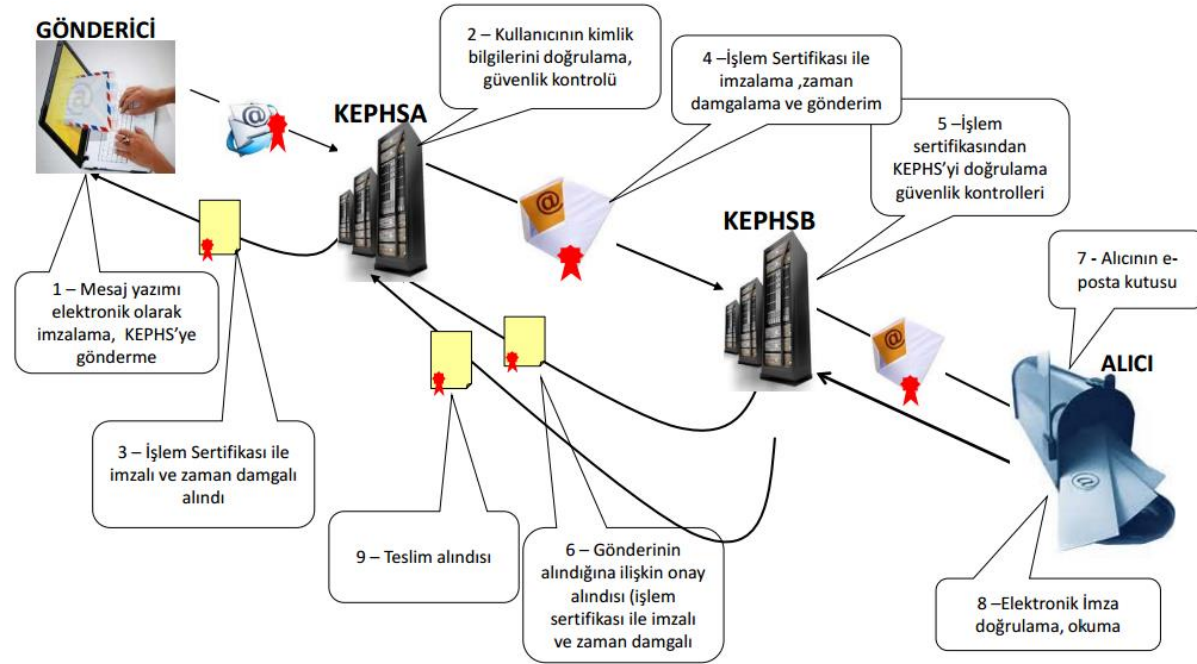 GÖNDERİCİ
2 – Kullanıcının kimlik
bilgilerini doğrulama,
güvenlik kontrolü
4 –İşlem Sertifikası ile
imzalama ,zaman
damgalama ve gönderim
KEPHSA
5 –İşlem
sertifikasından
KEPHS’yi doğrulama
güvenlik kontrolleri
KEPHSB
7 - Alıcının e-
posta kutusu
1 – Mesaj yazımı
elektronik olarak
imzalama, KEPHS’ye
gönderme
ALICI
3 – İşlem Sertifikası ile
imzalı ve zaman damgalı
alındı
9 – Teslim alındısı
6 – Gönderinin
alındığına ilişkin onay
alındısı (işlem
sertifikası ile imzalı
ve zaman damgalı
8 –Elektronik İmza
doğrulama, okuma